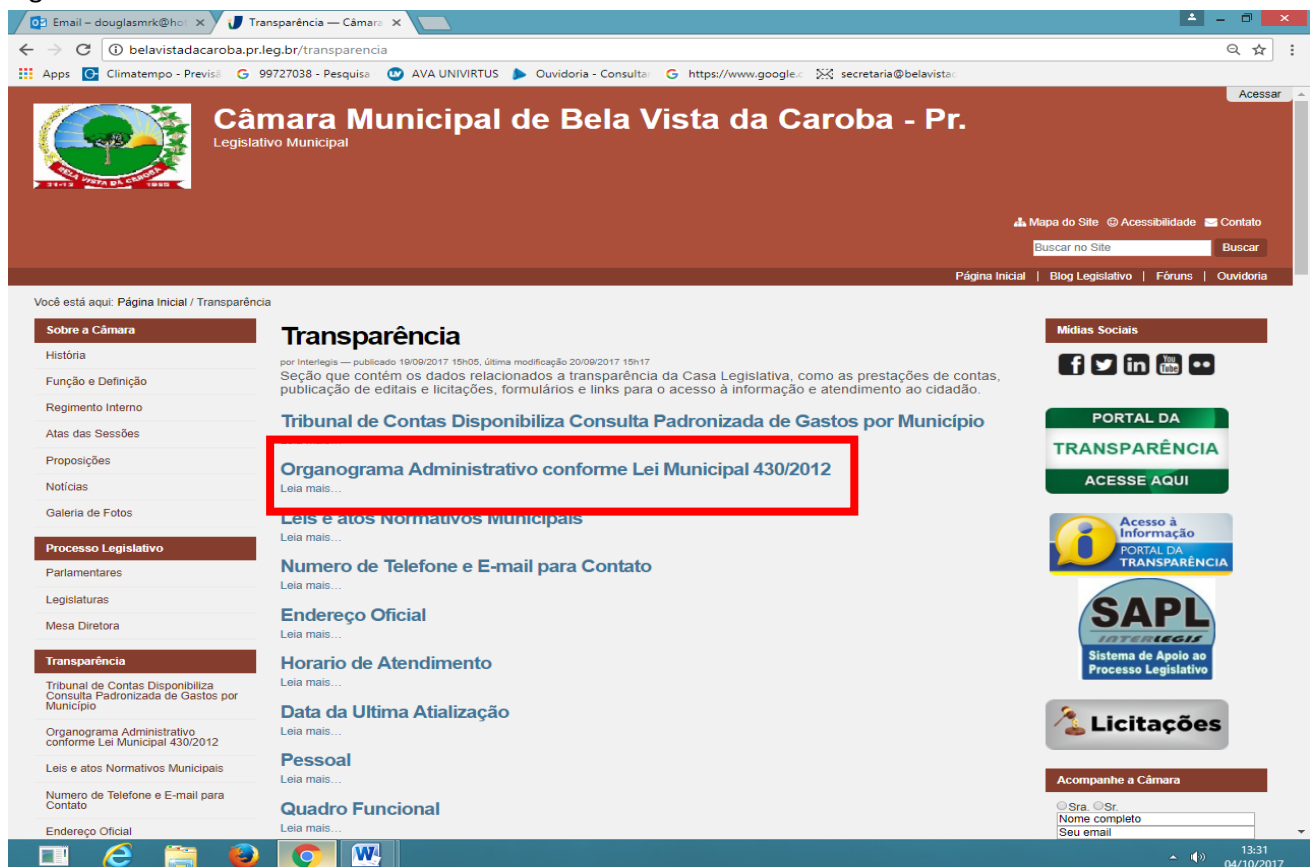 Email – douglasmrk@ho
Transparência — Câmara
belavistadacaroba.pr.leg.br/transparencia
Apps
Climatempo - Previs
99727038 - Pesquisa
AVA UNIVIRTUS
Ouvidoria - Consulta
https://www.google.c
secretaria@belavista
Acessar
Câmara Municipal de Bela Vista da Caroba - Pr.
Legislativo Municipal
BELA VISTA DA CAROBA
Mapa do Site
Acessibilidade
Contato
Buscar no Site
Buscar
Página Inicial | Blog Legislativo | Fóruns | Ouvidoria
Você está aqui: Página Inicial / Transparência
Sobre a Câmara
História
Função e Definição
Regimento Interno
Atas das Sessões
Proposições
Notícias
Galeria de Fotos
Processo Legislativo
Parlamentares
Legislaturas
Mesa Diretora
Transparência
Tribunal de Contas Disponibiliza
Consulta Padronizada de Gastos por
Município
Organograma Administrativo
conforme Lei Municipal 430/2012
Leis e atos Normativos Municipais
Numero de Telefone e E-mail para
Contato
Endereço Oficial
Transparência
por Interlegis — publicado 19/09/2017 15h05, última modificação 20/09/2017 15h17
Seção que contém os dados relacionados a transparência da Casa Legislativa, como as prestações de contas,
publicação de editais e licitações, formulários e links para o acesso à informação e atendimento ao cidadão.
Tribunal de Contas Disponibiliza Consulta Padronizada de Gastos por Município
Organograma Administrativo conforme Lei Municipal 430/2012
Leia mais…
Leis e atos Normativos Municipais
Leia mais…
Numero de Telefone e E-mail para Contato
Leia mais…
Endereço Oficial
Leia mais…
Horario de Atendimento
Leia mais…
Data da Ultima Atialização
Leia mais…
Pessoal
Leia mais…
Quadro Funcional
Leia mais…
Mídias Sociais
You
Tube
PORTAL DA
TRANSPARÊNCIA
ACESSE AQUI
Acesso à
Informação
PORTAL DA
TRANSPARÊNCIA
SAPL
INTERLEGIS
Sistema de Apoio ao
Processo Legislativo
Licitações
Acompanhe a Câmara
Sra. Sr.
Nome completo
Seu email
13:31
04/10/2017